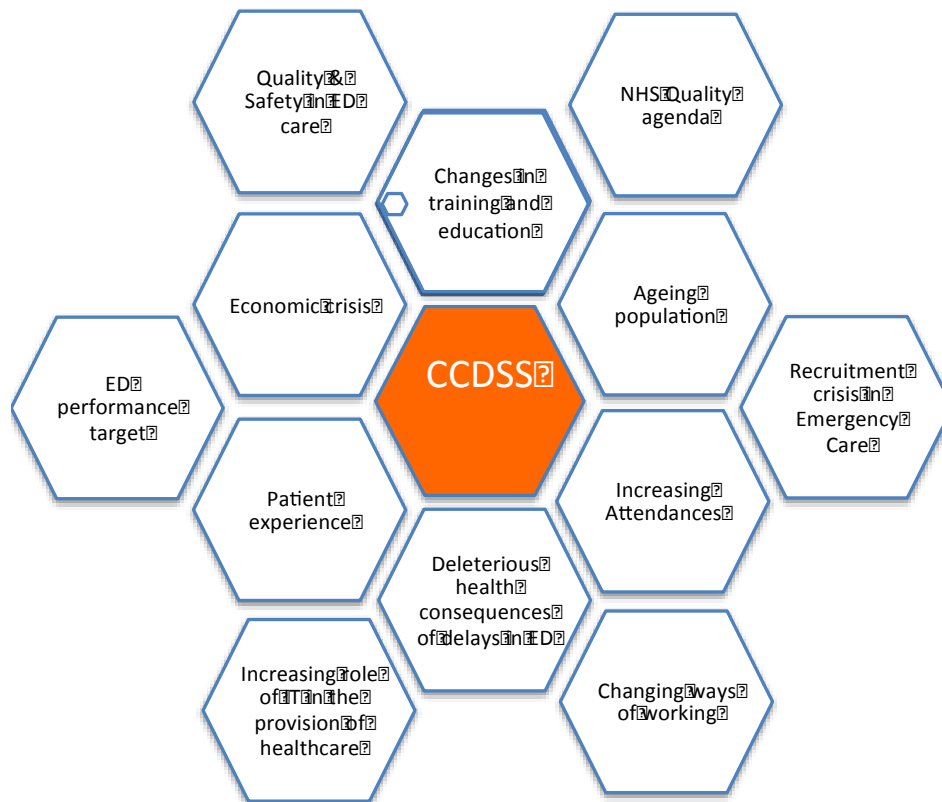 Quality &
Safety in ED
care
NHS Quality
agenda
Changes in
training and
education
Economic crisis
Ageing
population
ED
performance
target
CCDSS
Recruitment
crisis in
Emergency
Care
Patient
experience
Increasing
Attendances
Deleterious
health
consequences
of delays in ED
Increasing role
of IT in the
provision of
healthcare
Changing ways
of working